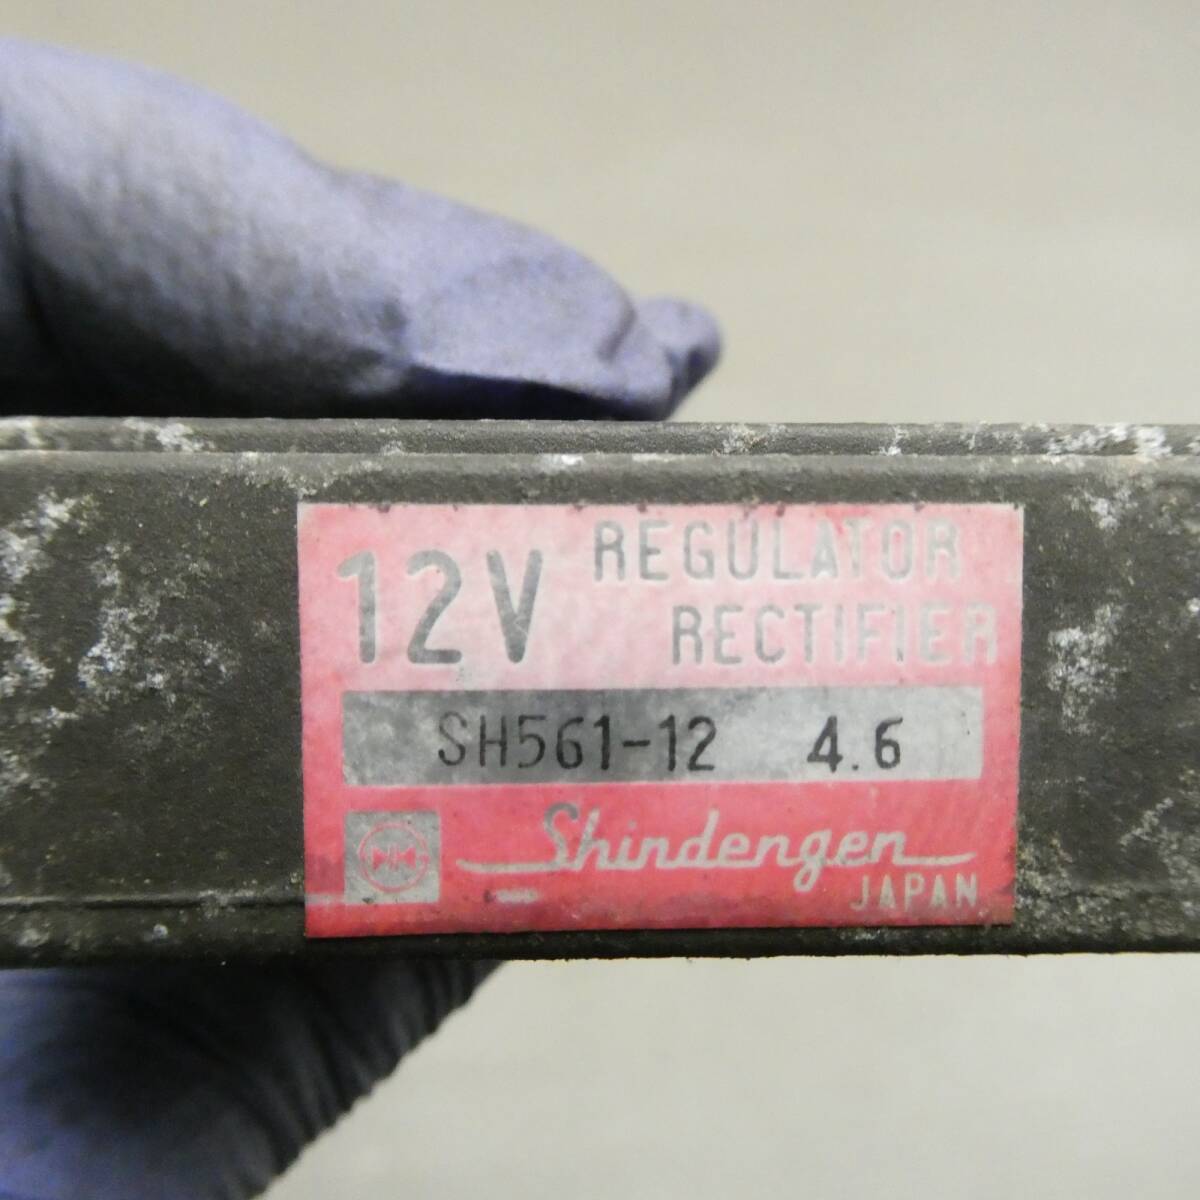 12V REGULATOR
RECTIFIER
SH561-12 4.6
Shindengen
JAPAN